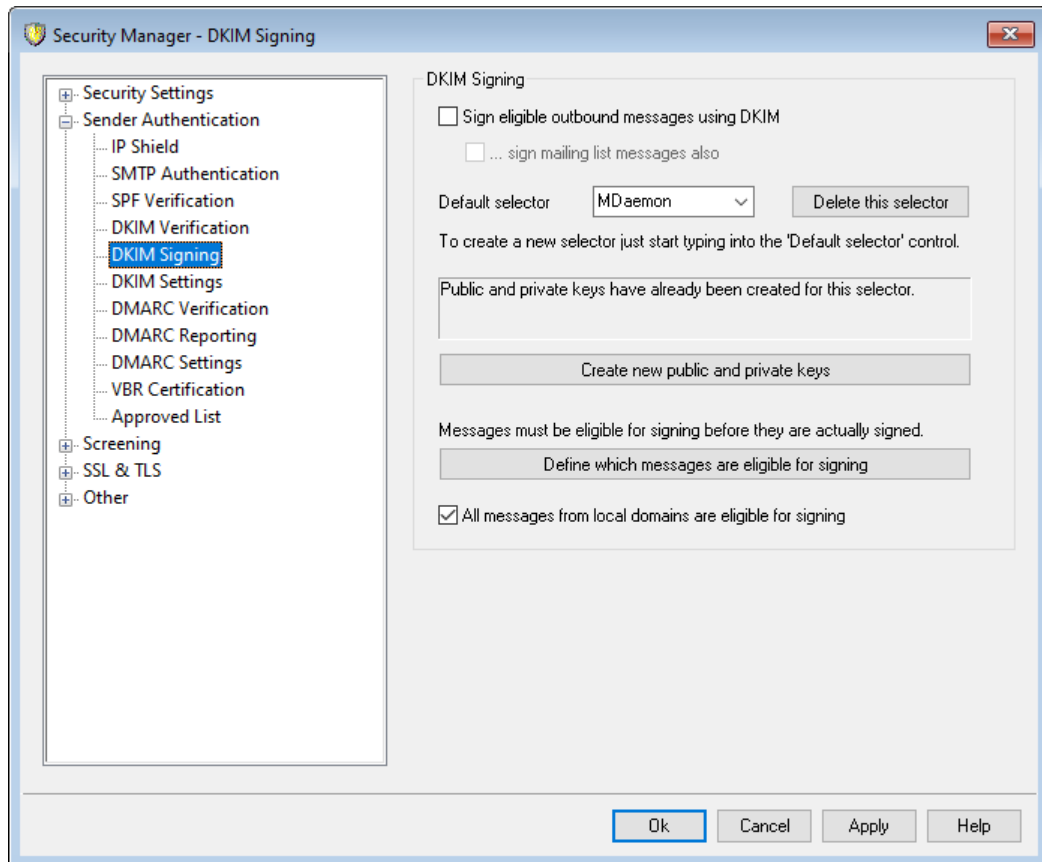 Security Manager - DKIM Signing
Security Settings
Sender Authentication
IP Shield
SMTP Authentication
SPF Verification
DKIM Verification
DKIM Signing
DKIM Settings
DMARC Verification
DMARC Reporting
DMARC Settings
VBR Certification
Approved List
Screening
SSL & TLS
Other
DKIM Signing
Sign eligible outbound messages using DKIM
... sign mailing list messages also
Default selector MDaemon Delete this selector
To create a new selector just start typing into the 'Default selector' control.
Public and private keys have already been created for this selector.
Create new public and private keys
Messages must be eligible for signing before they are actually signed.
Define which messages are eligible for signing
All messages from local domains are eligible for signing
Ok Cancel Apply Help